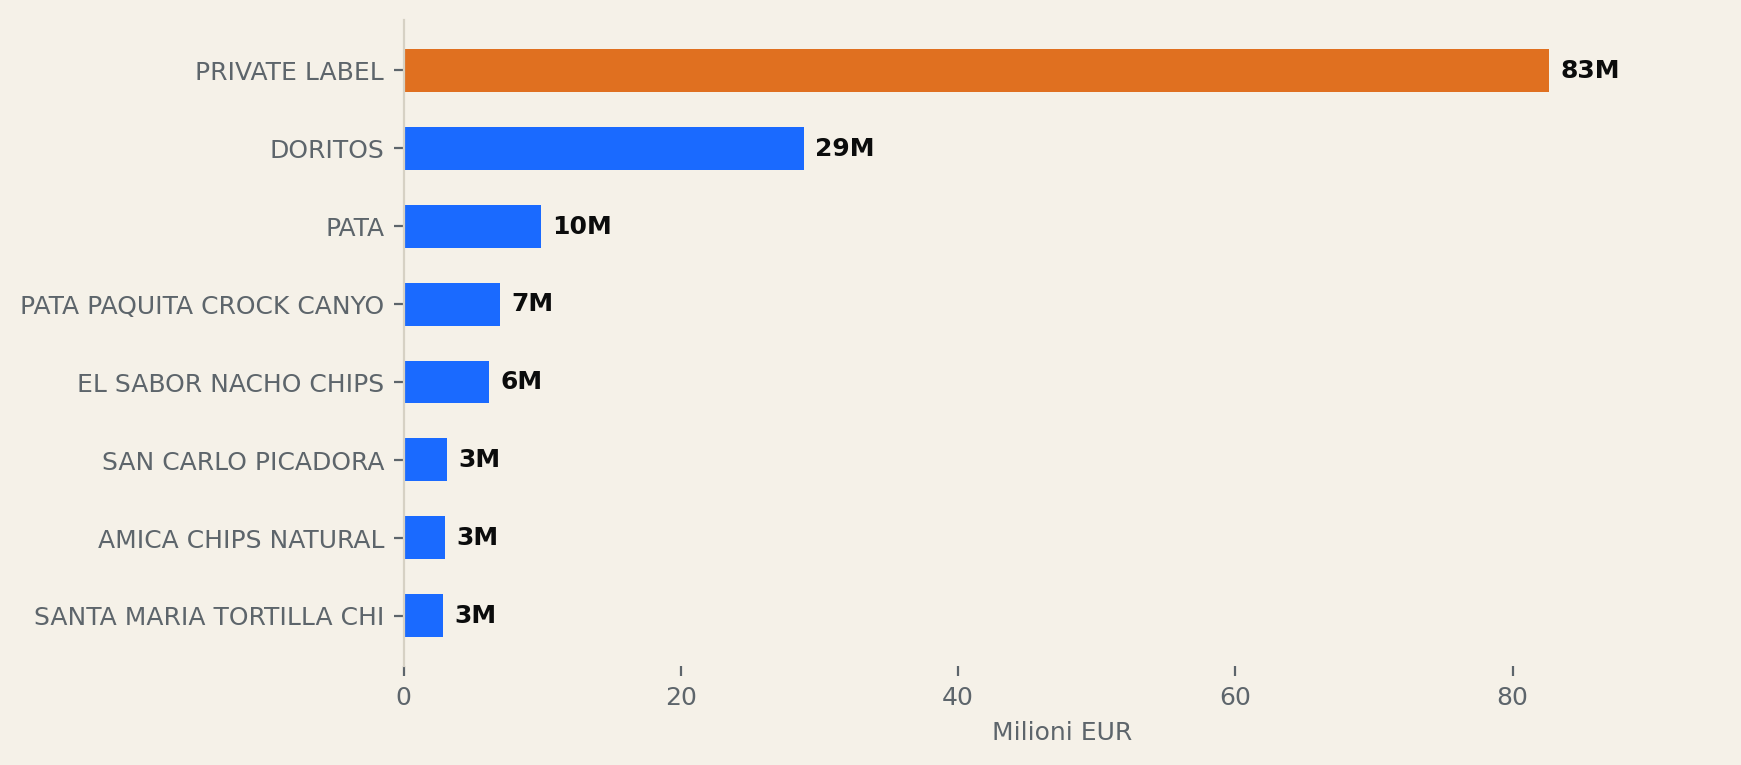 PRIVATE LABEL 83M
DORITOS 29M
PATA 10M
PATA PAQUITA CROCK CANYO 7M
EL SABOR NACHO CHIPS 6M
SAN CARLO PICADORA 3M
AMICA CHIPS NATURAL 3M
SANTA MARIA TORTILLA CHI 3M
0 20 40 60 80
Milioni EUR